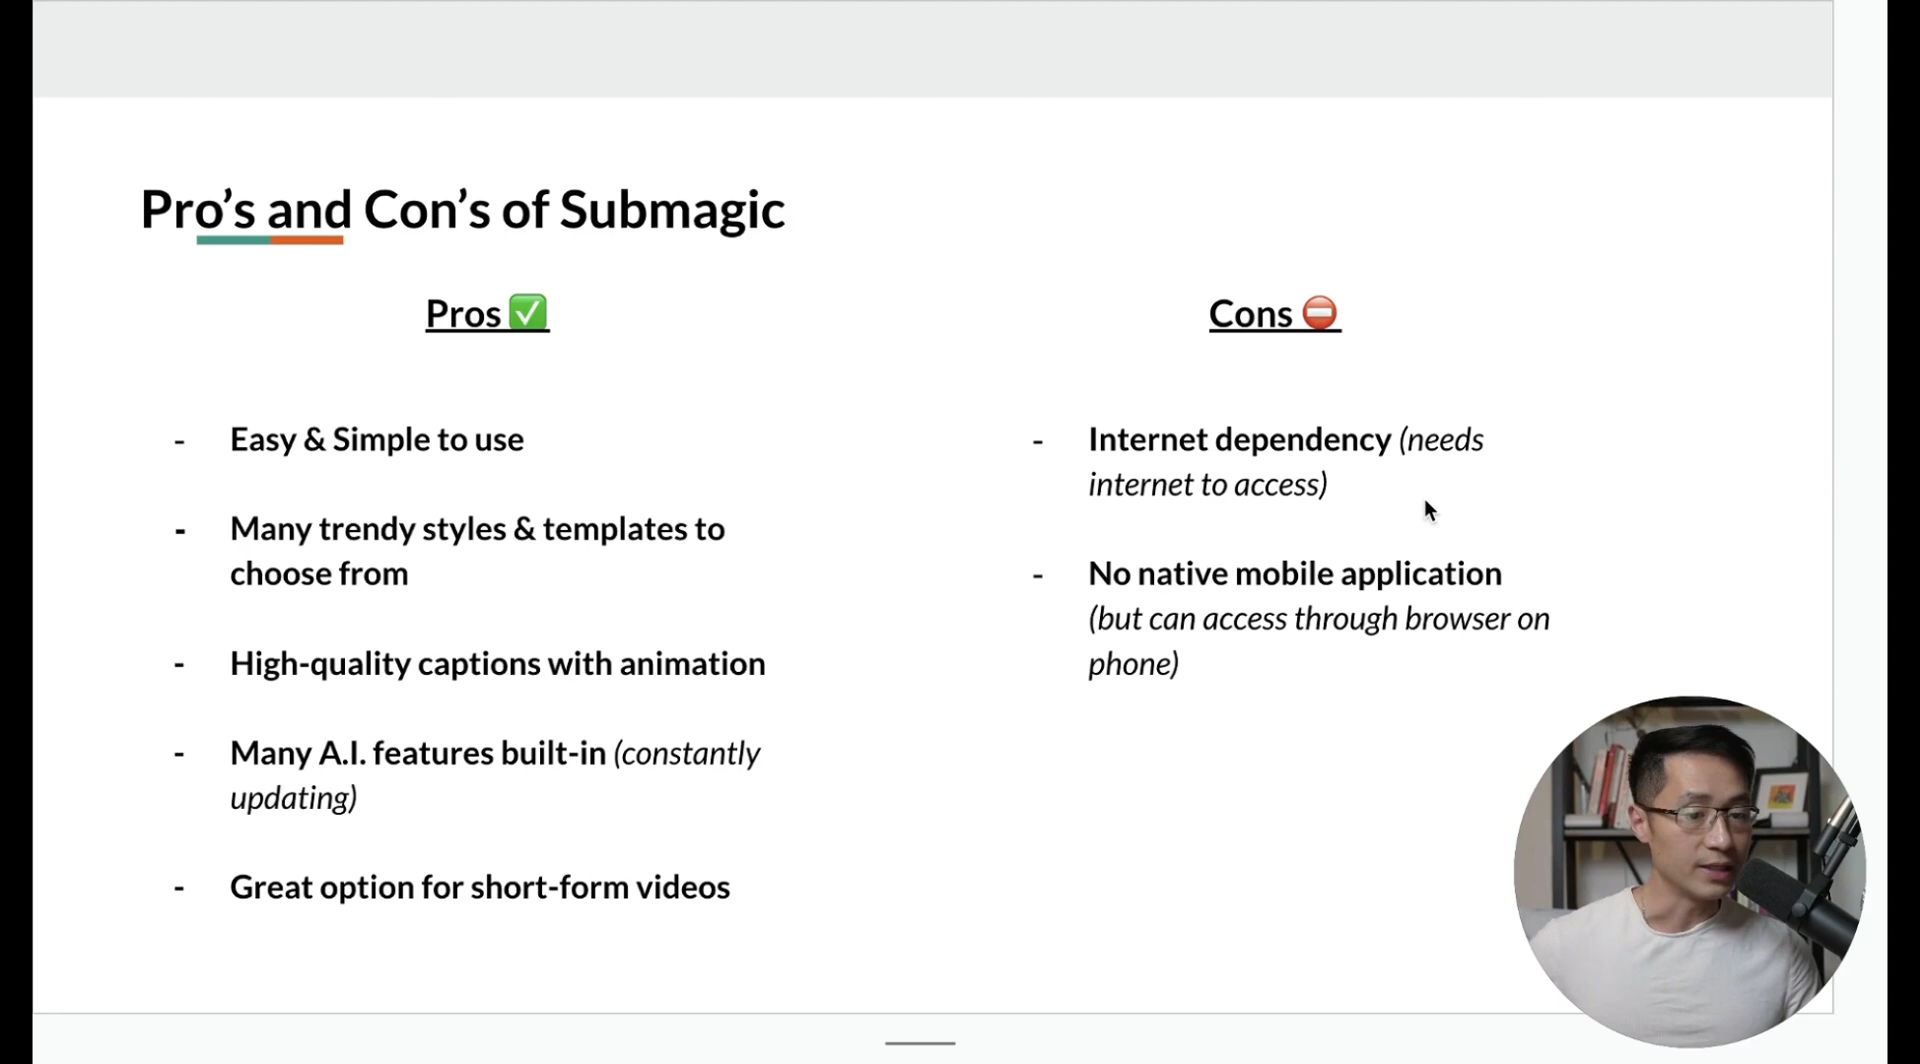 Pro’s and Con’s of Submagic
Pros ✅
- Easy & Simple to use
- Many trendy styles & templates to
choose from
- High-quality captions with animation
- Many A.I. features built-in (constantly
updating)
- Great option for short-form videos
Cons ⛔
- Internet dependency (needs
internet to access)
- No native mobile application
(but can access through browser on
phone)